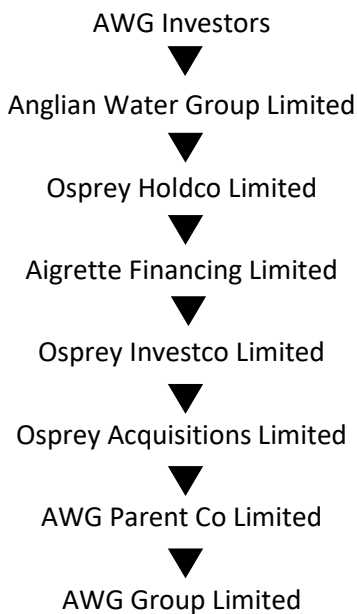 AWG Investors
Anglian Water Group Limited
Osprey Holdco Limited
Aigrette Financing Limited
Osprey Investco Limited
Osprey Acquisitions Limited
AWG Parent Co Limited
AWG Group Limited